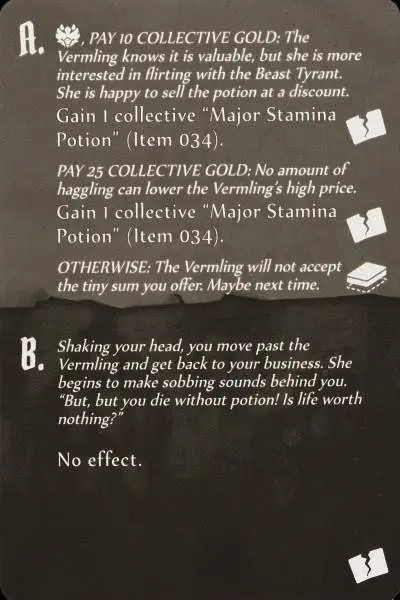 A. , PAY 10 COLLECTIVE GOLD: The
Vermling knows it is valuable, but she is more
interested in flirting with the Beast Tyrant.
She is happy to sell the potion at a discount.
Gain 1 collective “Major Stamina
Potion” (Item 034).
PAY 25 COLLECTIVE GOLD: No amount of
haggling can lower the Vermling’s high price.
Gain 1 collective “Major Stamina
Potion” (Item 034).
OTHERWISE: The Vermling will not accept
the tiny sum you offer. Maybe next time.
B. Shaking your head, you move past the
Vermling and get back to your business. She
begins to make sobbing sounds behind you.
“But, but you die without potion! Is life worth
nothing?”
No effect.